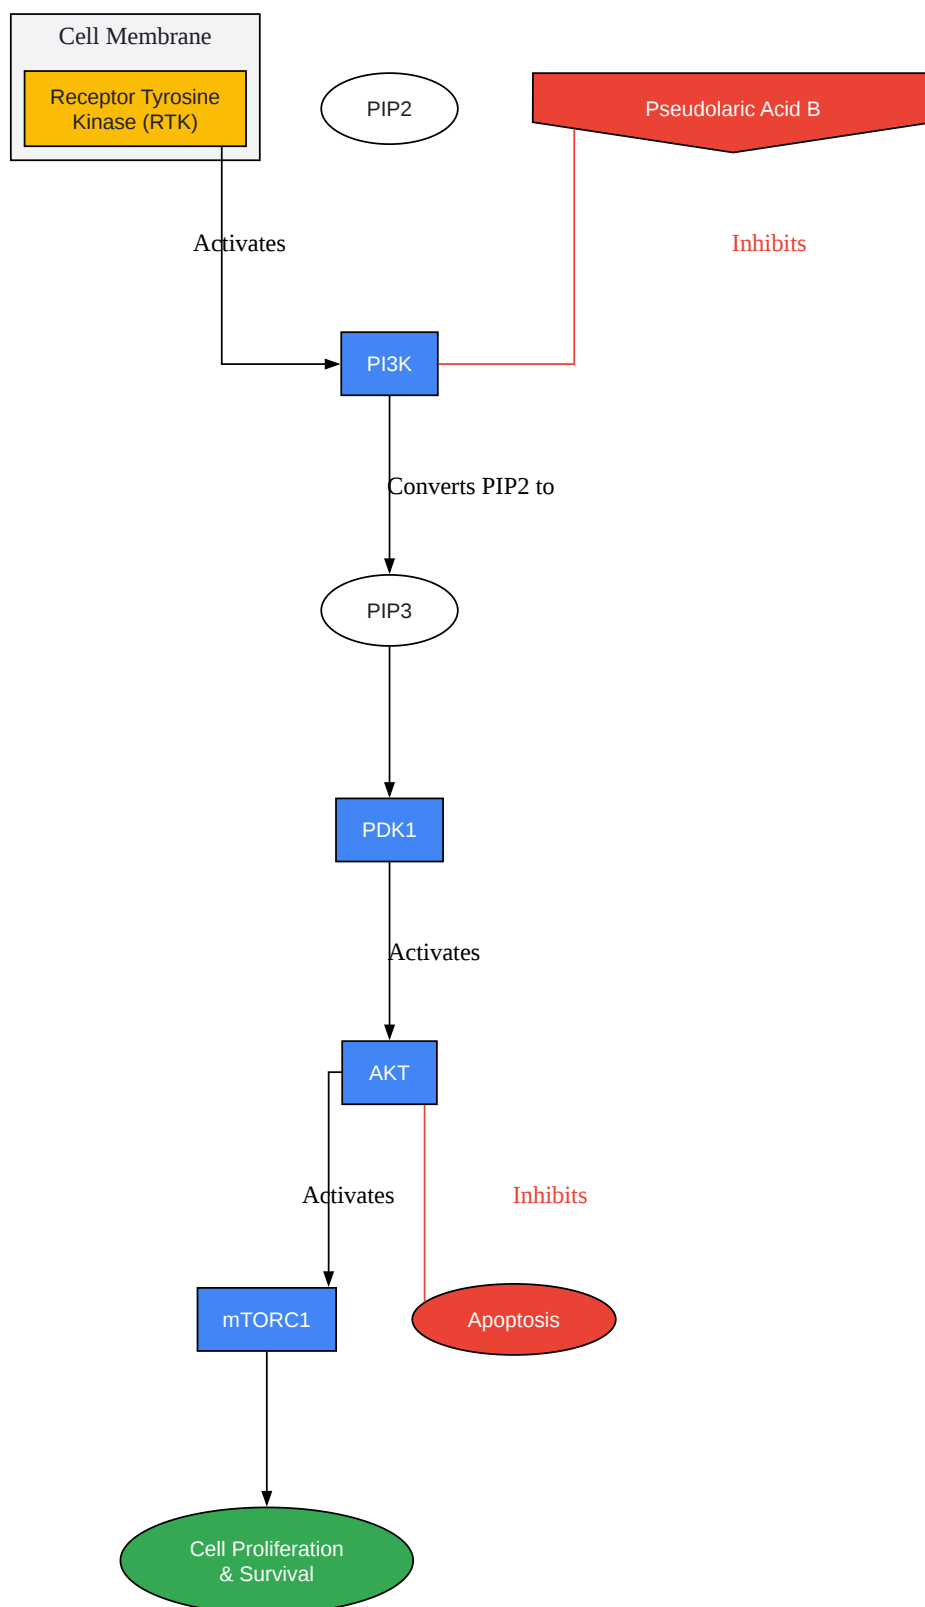 Cell Membrane
Receptor Tyrosine
Kinase (RTK)
PIP2
Pseudolaric Acid B
Activates
Inhibits
PI3K
Converts PIP2 to
PIP3
PDK1
Activates
AKT
Activates
Inhibits
mTORC1
Apoptosis
Cell Proliferation
& Survival